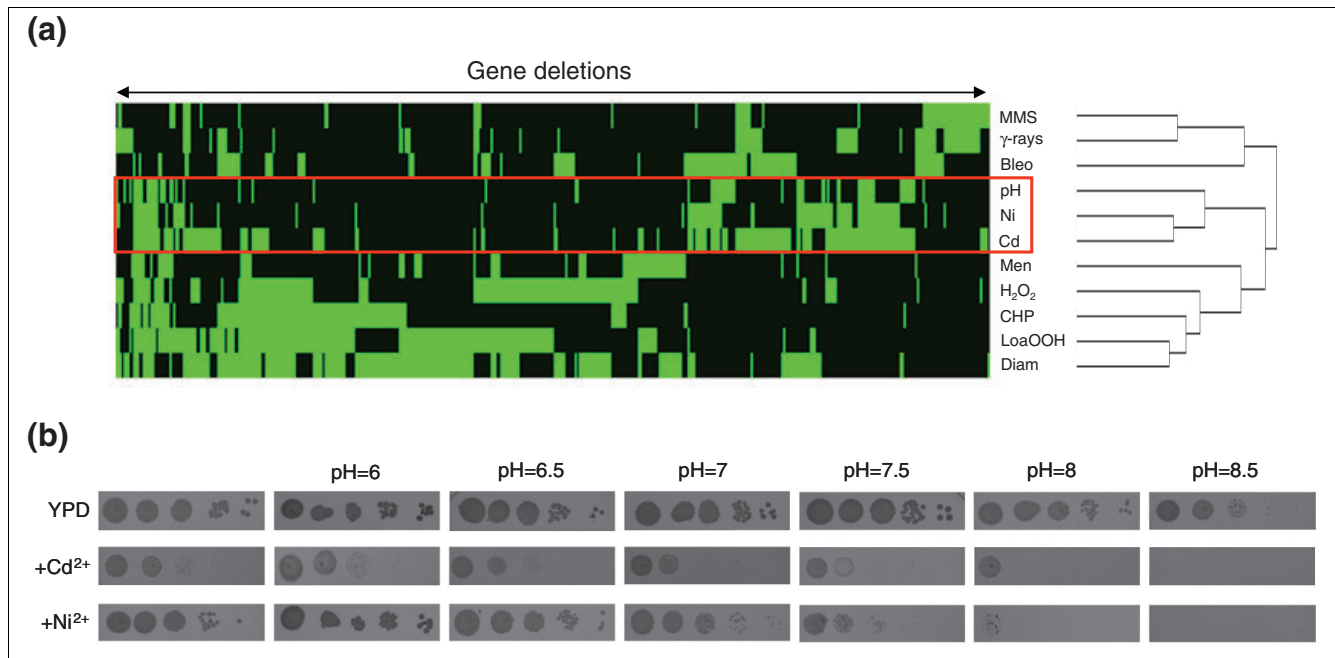 (a)
Gene deletions
MMS
γ-rays
Bleo
pH
Ni
Cd
Men
H₂O₂
CHP
LoaOOH
Diam
(b)
pH=6 pH=6.5 pH=7 pH=7.5 pH=8 pH=8.5
YPD
+Cd²⁺
+Ni²⁺